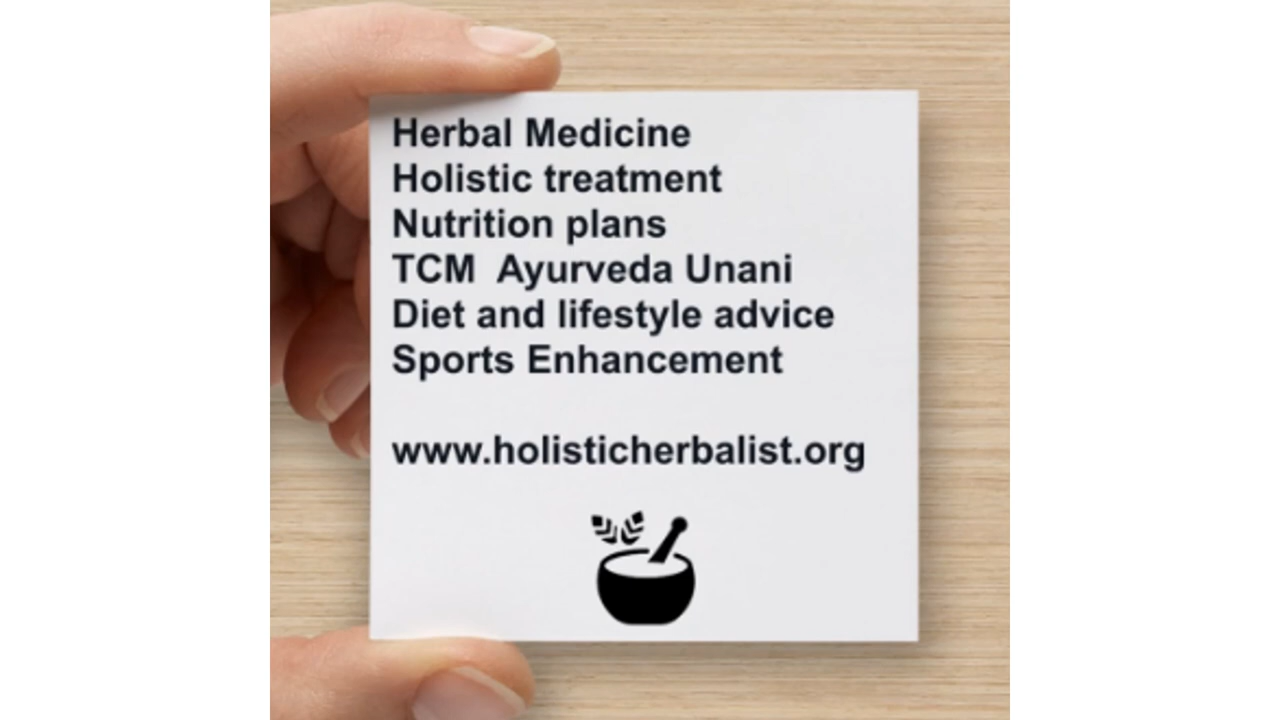 Herbal Medicine
Holistic treatment
Nutrition plans
TCM  Ayurveda Unani
Diet and lifestyle advice
Sports Enhancement
www.holisticherbalist.org